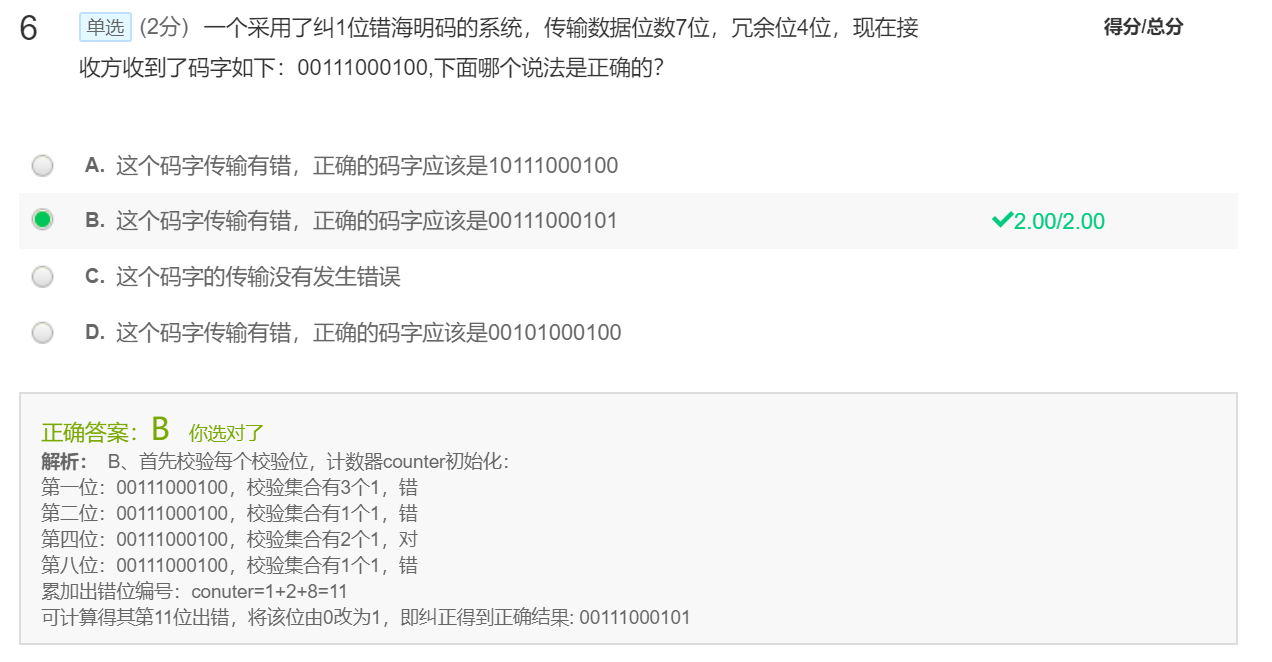 6 单选 (2分) 一个采用了纠1位错海明码的系统，传输数据位数7位，冗余位4位，现在接 得分/总分
收方收到了码字如下：00111000100,下面哪个说法是正确的？
A. 这个码字传输有错，正确的码字应该是10111000100
B. 这个码字传输有错，正确的码字应该是00111000101 2.00/2.00
C. 这个码字的传输没有发生错误
D. 这个码字传输有错，正确的码字应该是00101000100
正确答案：B 你选对了
解析： B、首先校验每个校验位，计数器counter初始化：
第一位：00111000100，校验集合有3个1，错
第二位：00111000100，校验集合有1个1，错
第四位：00111000100，校验集合有2个1，对
第八位：00111000100，校验集合有1个1，错
累加出错位编号：conuter=1+2+8=11
可计算得其第11位出错，将该位由0改为1，即纠正得到正确结果: 00111000101